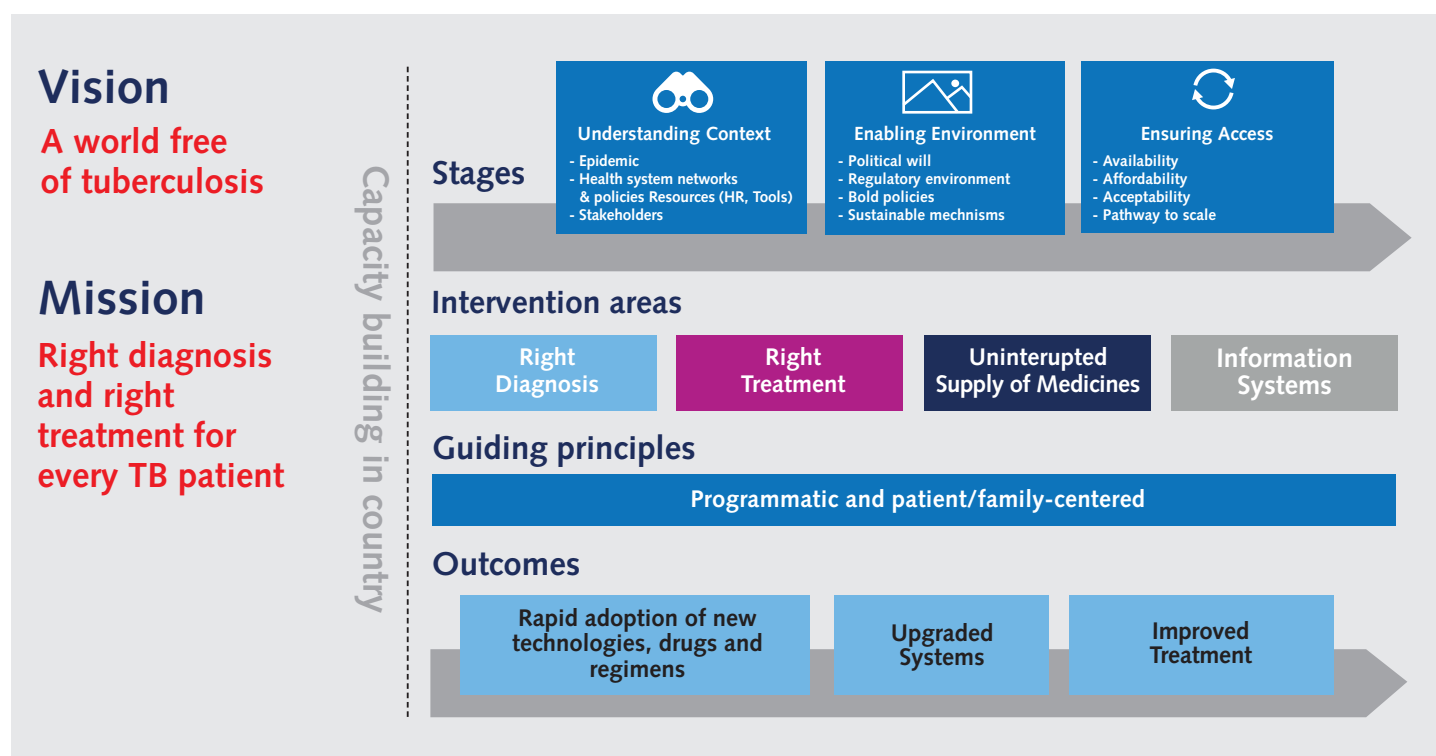 Vision
A world free
of tuberculosis
Mission
Right diagnosis
and right
treatment for
every TB patient
Capacity building in country
Stages
Understanding Context
- Epidemic
- Health system networks
& policies Resources (HR, Tools)
- Stakeholders
Enabling Environment
- Political will
- Regulatory environment
- Bold policies
- Sustainable mechnisms
Ensuring Access
- Availability
- Affordability
- Acceptability
- Pathway to scale
Intervention areas
Right
Diagnosis
Right
Treatment
Uninterupted
Supply of Medicines
Information
Systems
Guiding principles
Programmatic and patient/family-centered
Outcomes
Rapid adoption of new
technologies, drugs and
regimens
Upgraded
Systems
Improved
Treatment